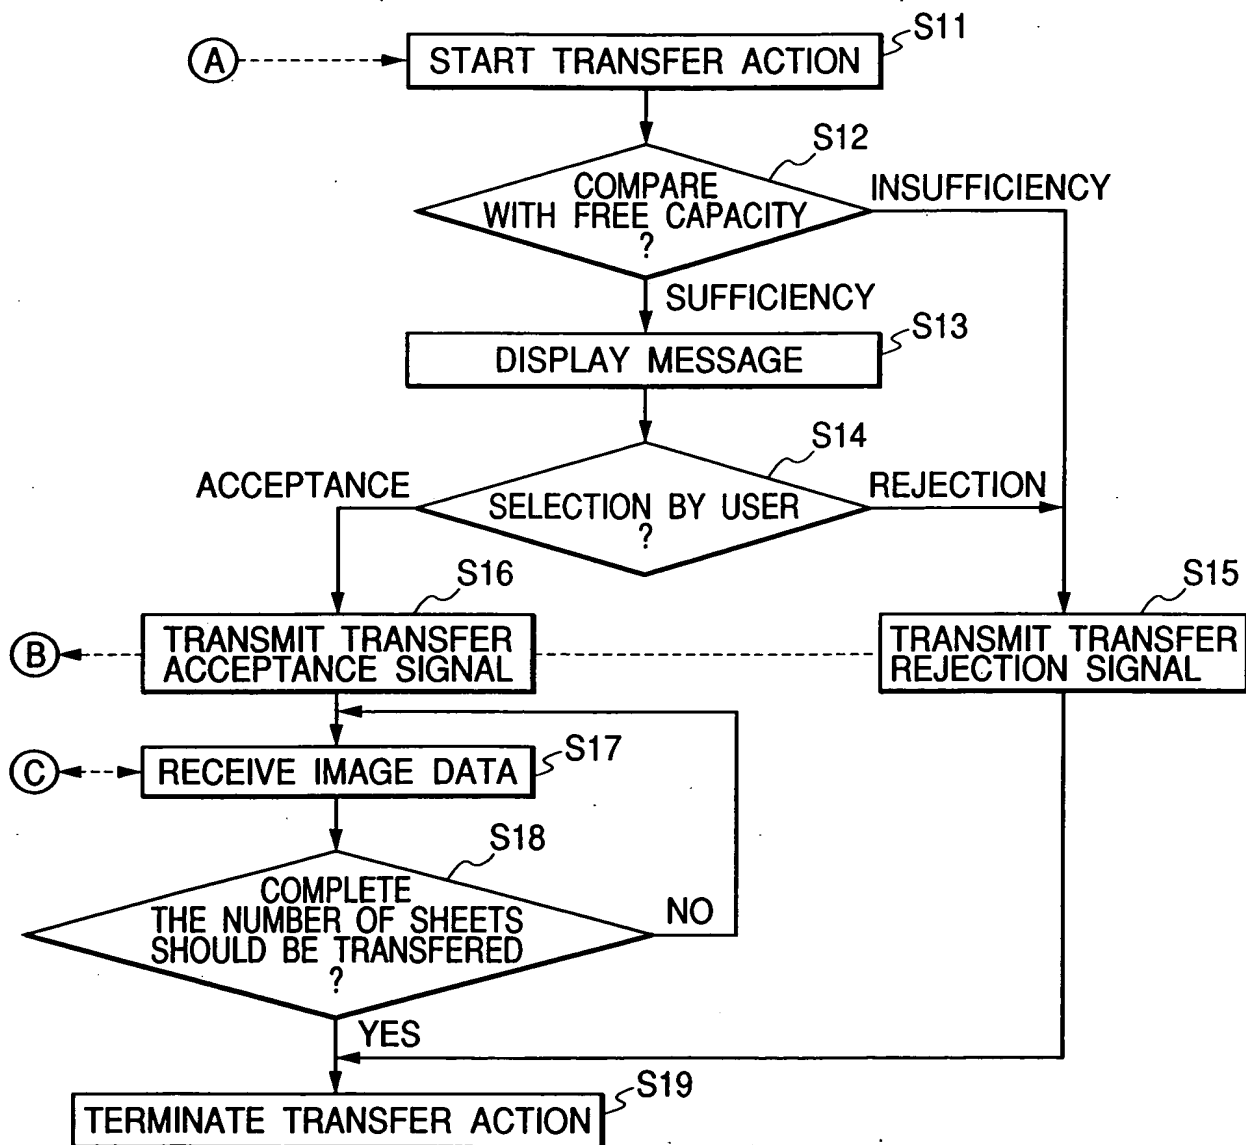 S11
A
START TRANSFER ACTION
S12
COMPARE
WITH FREE CAPACITY
?
INSUFFICIENCY
SUFFICIENCY
S13
DISPLAY MESSAGE
S14
ACCEPTANCE
SELECTION BY USER
?
REJECTION
S16
S15
B
TRANSMIT TRANSFER
ACCEPTANCE SIGNAL
TRANSMIT TRANSFER
REJECTION SIGNAL
C
RECEIVE IMAGE DATA
S17
S18
COMPLETE
THE NUMBER OF SHEETS
SHOULD BE TRANSFERED
?
NO
YES
S19
TERMINATE TRANSFER ACTION